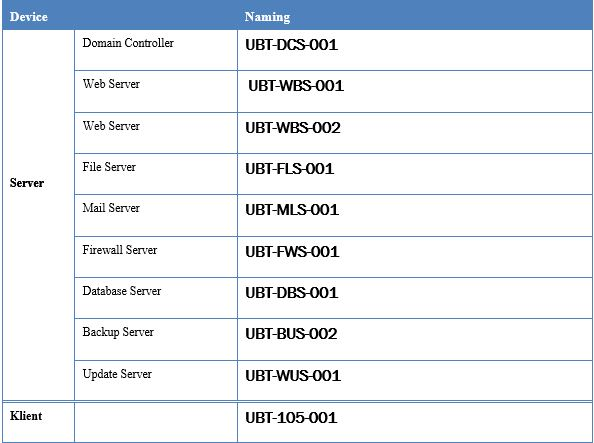 Device Naming
Domain Controller UBT-DCS-001
Web Server UBT-WBS-001
Web Server UBT-WBS-002
File Server UBT-FLS-001
Server
Mail Server UBT-MLS-001
Firewall Server UBT-FWS-001
Database Server UBT-DBS-001
Backup Server UBT-BUS-002
Update Server UBT-WUS-001
Klient UBT-105-001